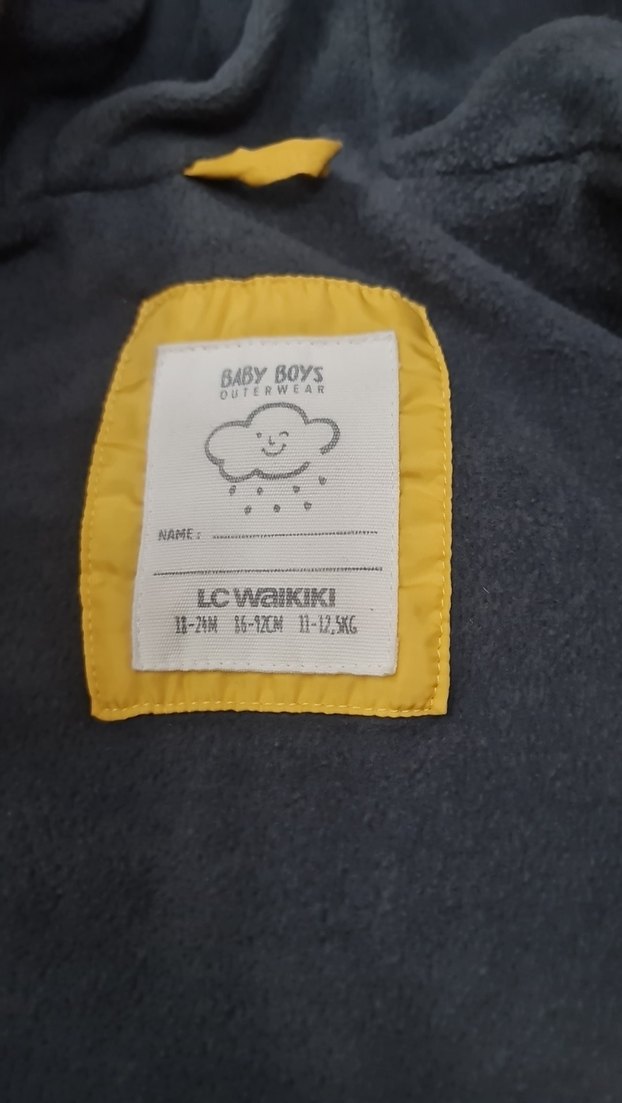 BABY BOYS
OUTERWEAR
NAME:
LC WAIKIKI
18-24M 86-92CM 11-12,5KG